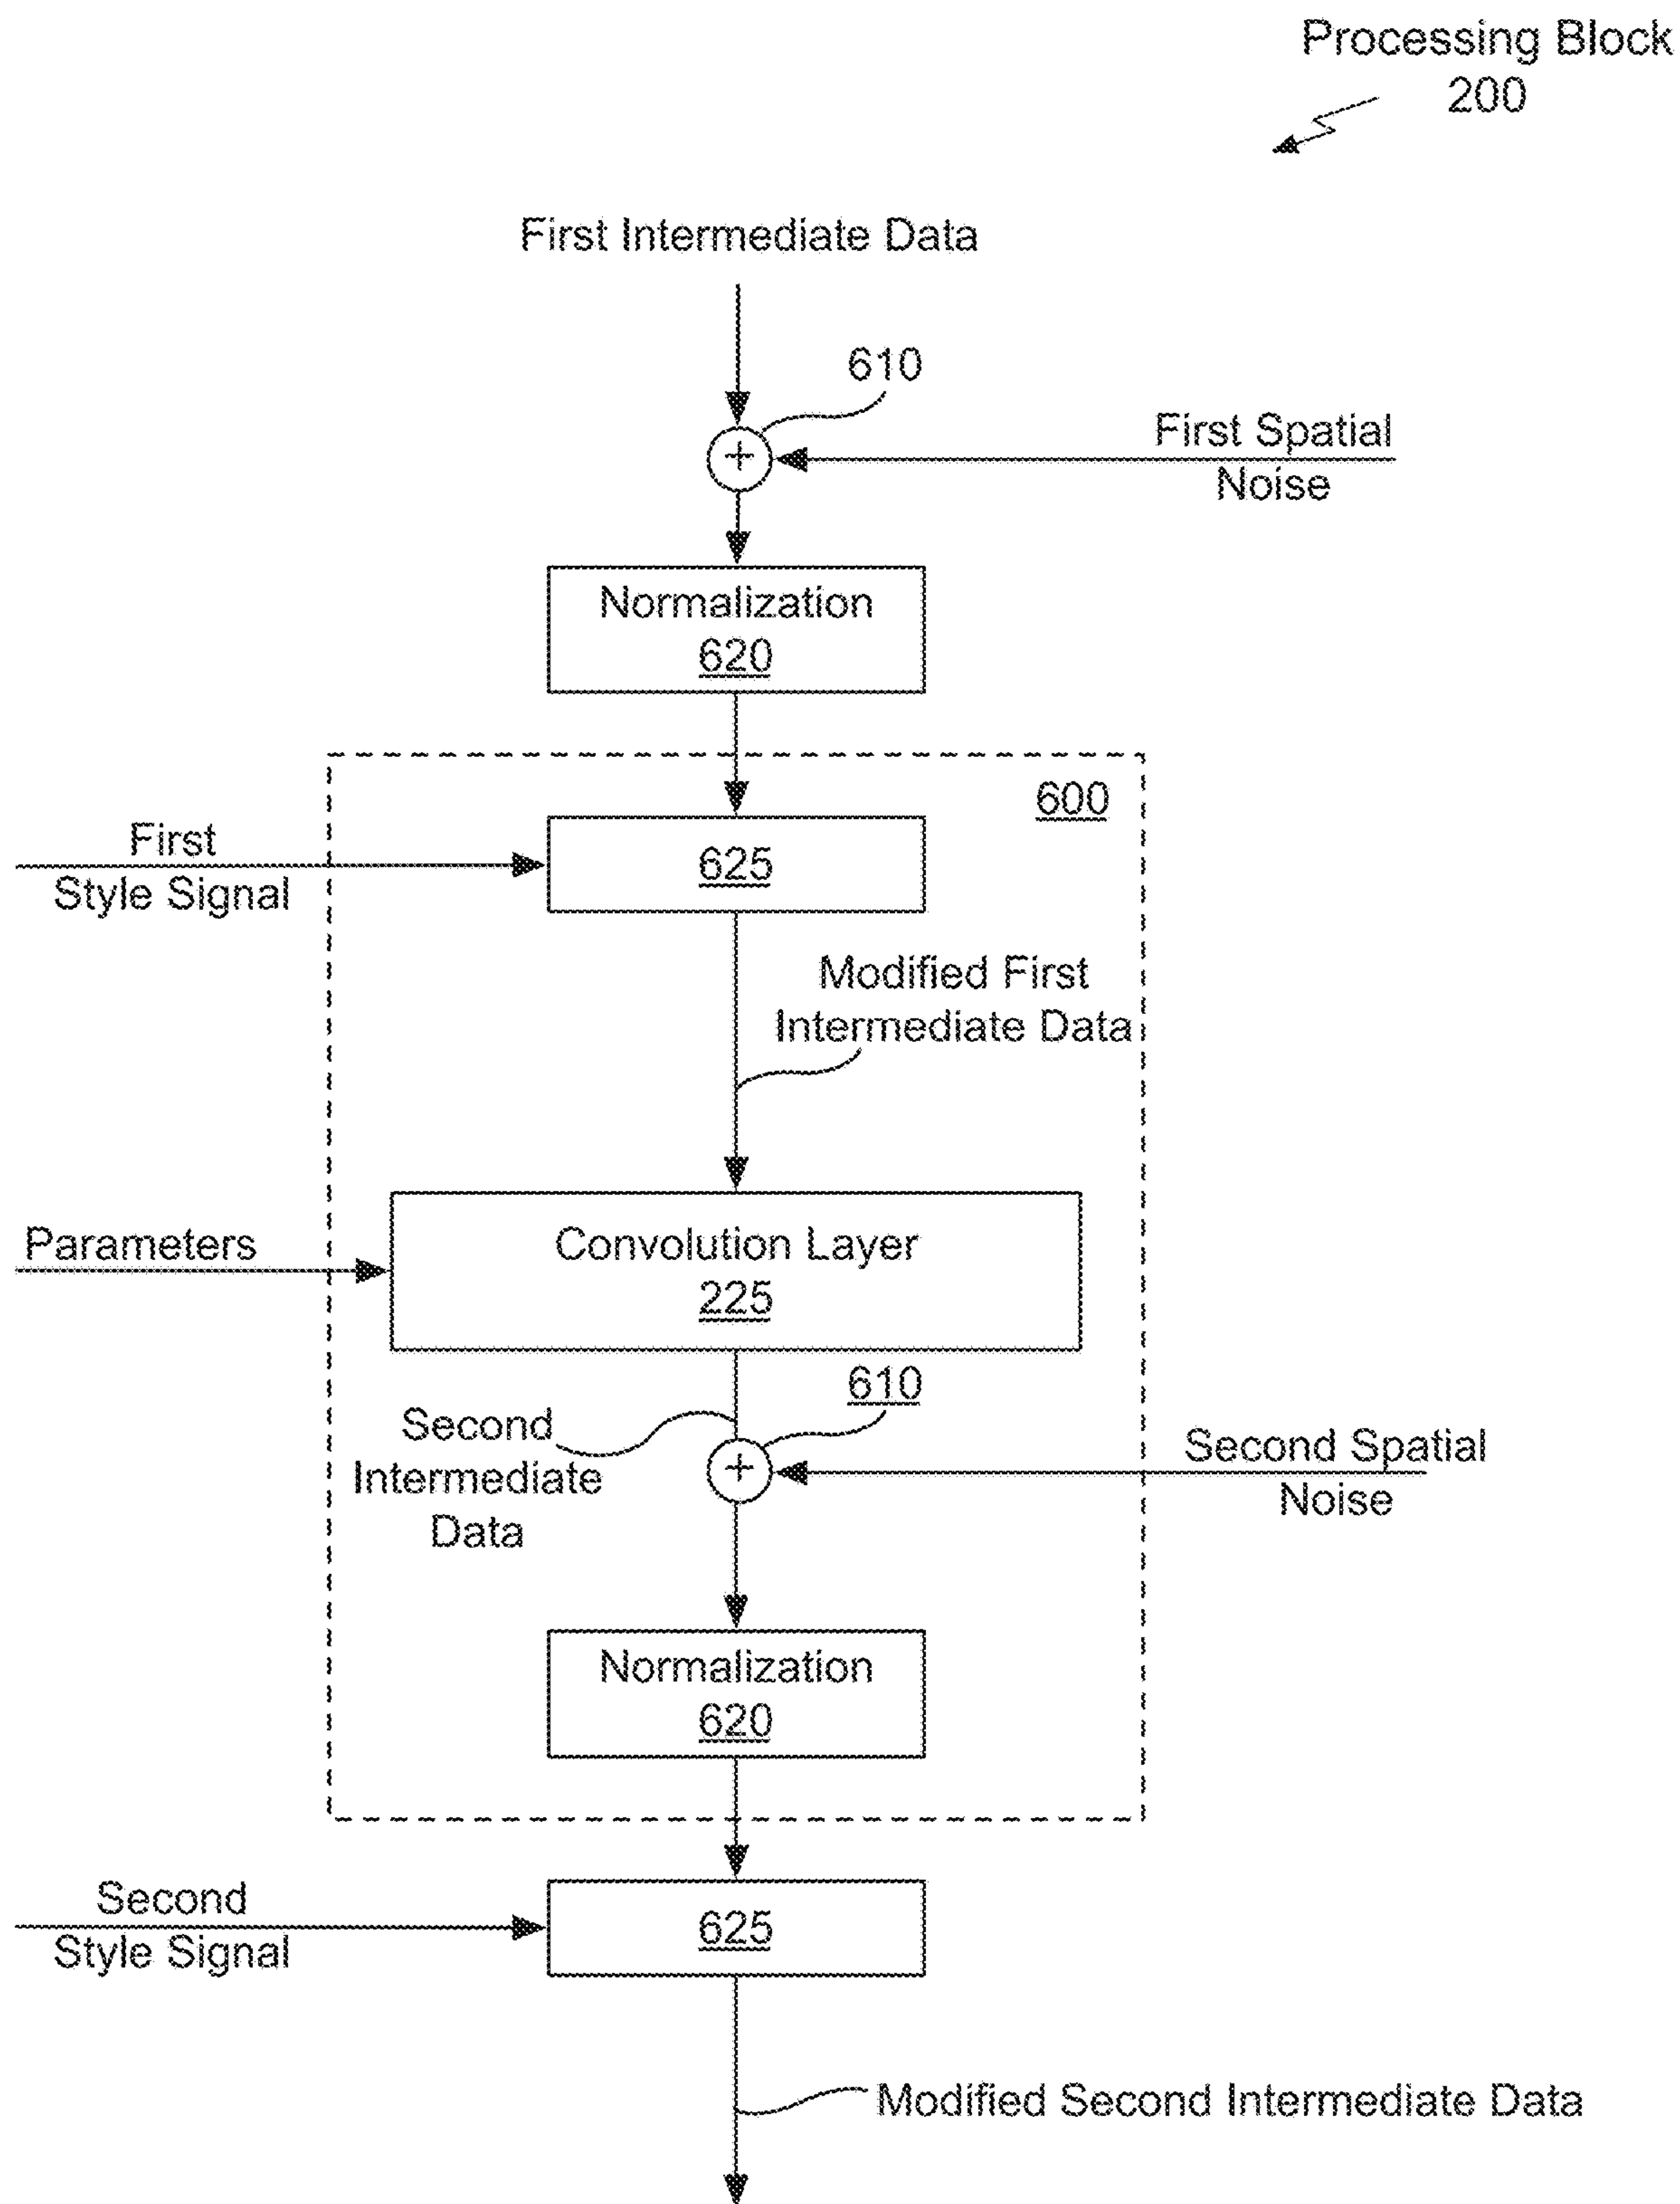 Processing Block
200
First Intermediate Data
610
+
First Spatial
Noise
Normalization
620
600
First
Style Signal
625
Modified First
Intermediate Data
Parameters
Convolution Layer
225
610
Second
Intermediate
Data
+
Second Spatial
Noise
Normalization
620
Second
Style Signal
625
Modified Second Intermediate Data